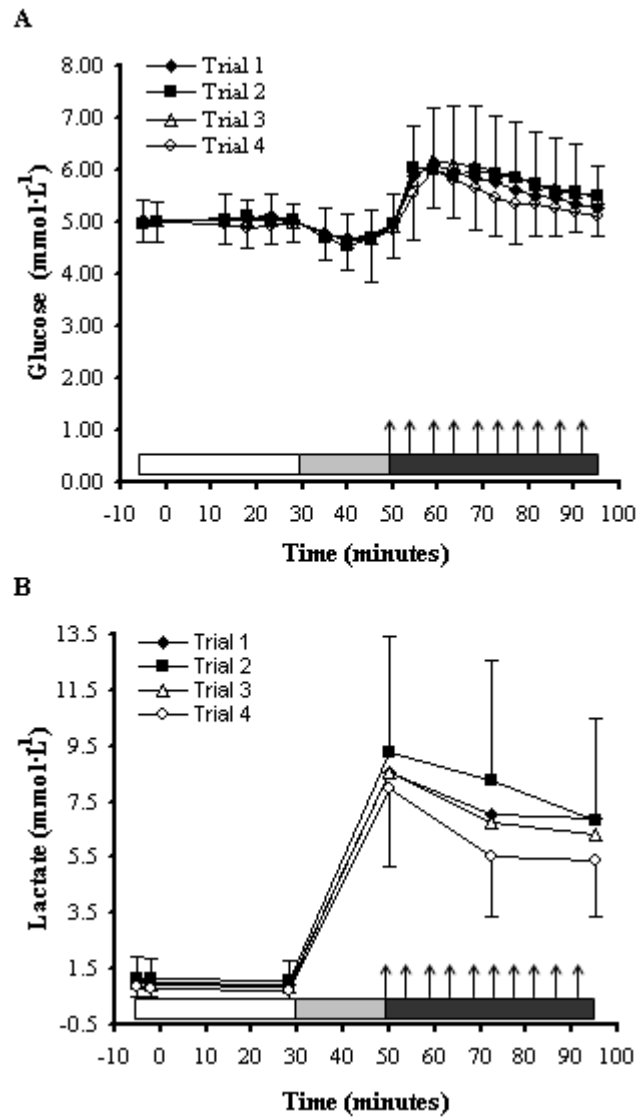 A
8.00
7.00
6.00
5.00
4.00
3.00
2.00
1.00
0.00
Glucose (mmol·L¹)
Trial 1
Trial 2
Trial 3
Trial 4
-10 0 10 20 30 40 50 60 70 80 90 100
Time (minutes)
B
13.5
11.5
9.5
7.5
5.5
3.5
1.5
-0.5
Lactate (mmol·L¹)
Trial 1
Trial 2
Trial 3
Trial 4
-10 0 10 20 30 40 50 60 70 80 90 100
Time (minutes)